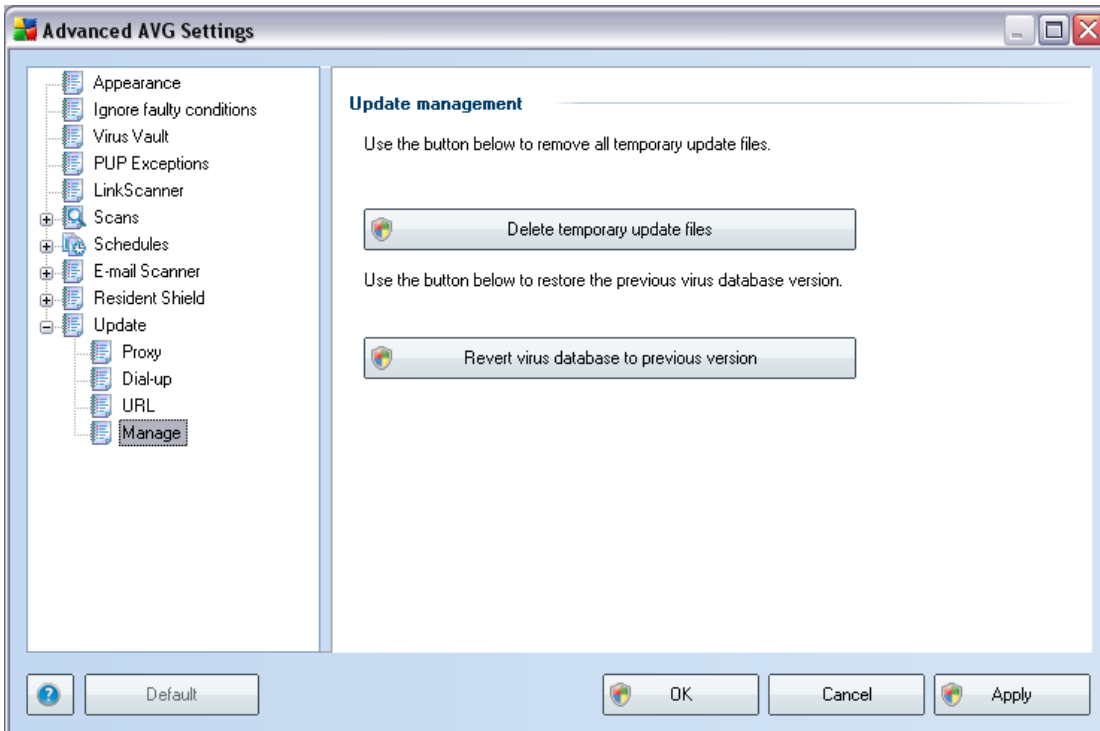 Advanced AVG Settings
Appearance
Ignore faulty conditions
Virus Vault
PUP Exceptions
LinkScanner
Scans
Schedules
E-mail Scanner
Resident Shield
Update
Proxy
Dial-up
URL
Manage
Update management
Use the button below to remove all temporary update files.
Delete temporary update files
Use the button below to restore the previous virus database version.
Revert virus database to previous version
Default
OK
Cancel
Apply